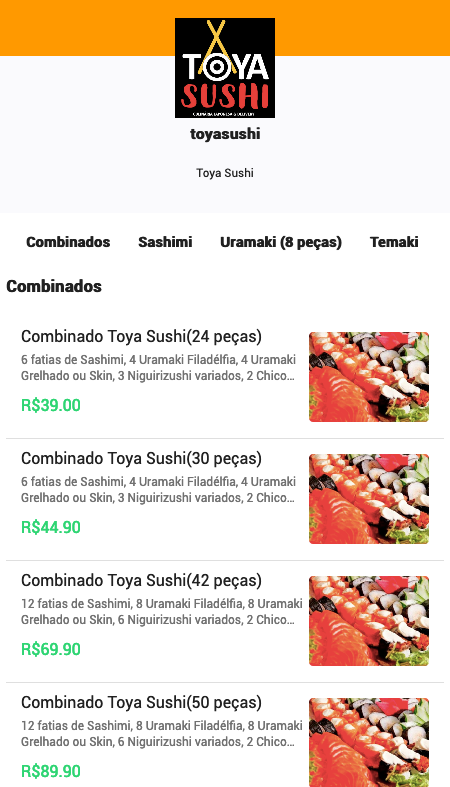 TOYA
SUSHI
CULINÁRIA JAPONESA & DELIVERY
toyasushi
Toya Sushi
Combinados Sashimi Uramaki (8 peças) Temaki
Combinados
Combinado Toya Sushi(24 peças)
6 fatias de Sashimi, 4 Uramaki Filadélfia, 4 Uramaki
Grelhado ou Skin, 3 Niguirizushi variados, 2 Chico...
R$39.00
Combinado Toya Sushi(30 peças)
6 fatias de Sashimi, 4 Uramaki Filadélfia, 4 Uramaki
Grelhado ou Skin, 3 Niguirizushi variados, 2 Chico...
R$44.90
Combinado Toya Sushi(42 peças)
12 fatias de Sashimi, 8 Uramaki Filadélfia, 8 Uramaki
Grelhado ou Skin, 6 Niguirizushi variados, 2 Chico...
R$69.90
Combinado Toya Sushi(50 peças)
12 fatias de Sashimi, 8 Uramaki Filadélfia, 8 Uramaki
Grelhado ou Skin, 6 Niguirizushi variados, 2 Chico...
R$89.90